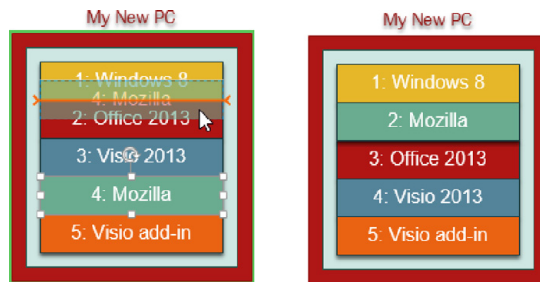 My New PC
1: Windows 8
4: Mozilla
2: Office 2013
3: Visio 2013
4: Mozilla
5: Visio add-in
My New PC
1: Windows 8
2: Mozilla
3: Office 2013
4: Visio 2013
5: Visio add-in